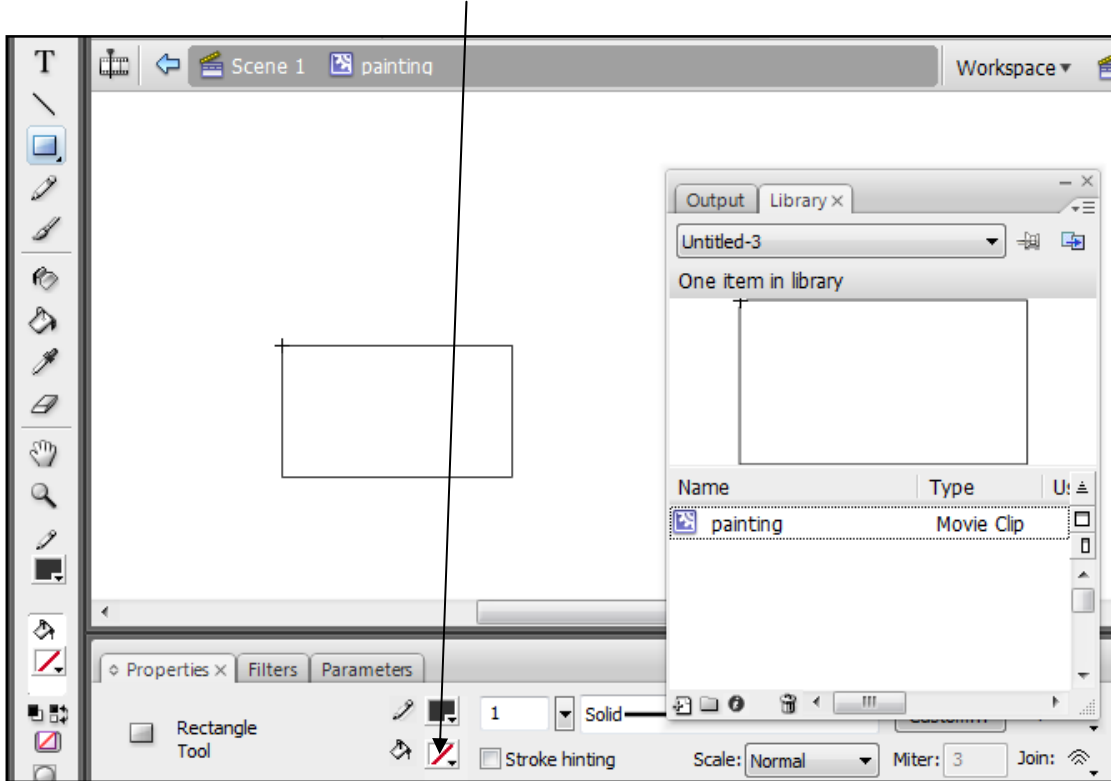 T
Scene 1 painting Workspace
Output Library
Untitled-3
One item in library
Name Type
painting Movie Clip
Properties Filters Parameters
Rectangle
Tool
1 Solid
Stroke hinting Scale: Normal Miter: 3 Join: